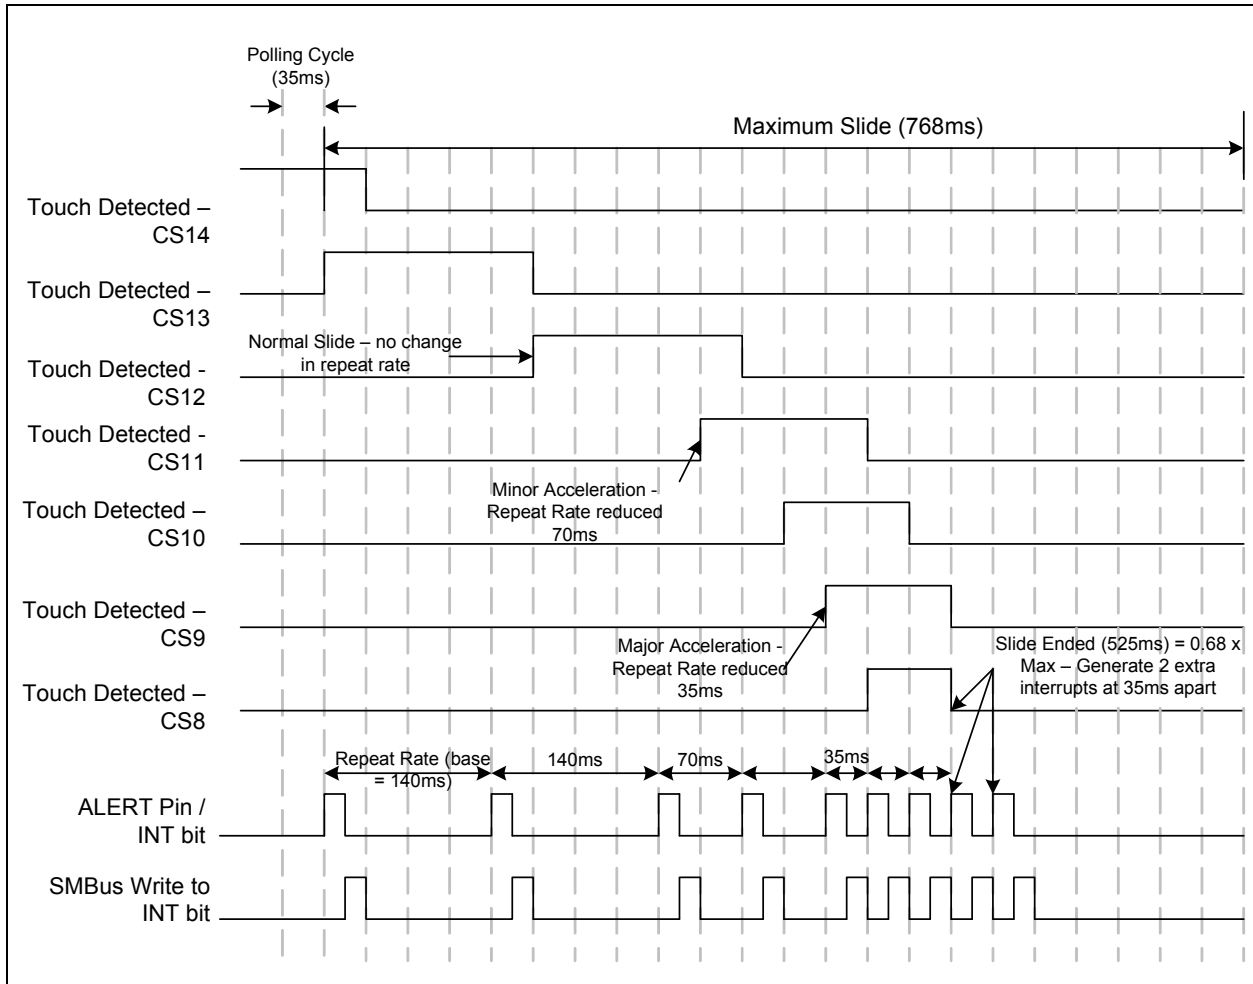 Polling Cycle
(35ms)
Maximum Slide (768ms)
Touch Detected –
CS14
Touch Detected –
CS13
Normal Slide – no change
in repeat rate
Touch Detected -
CS12
Touch Detected -
CS11
Minor Acceleration -
Repeat Rate reduced
70ms
Touch Detected –
CS10
Touch Detected –
CS9
Major Acceleration -
Repeat Rate reduced
35ms
Slide Ended (525ms) = 0.68 x
Max – Generate 2 extra
interrupts at 35ms apart
Touch Detected –
CS8
Repeat Rate (base
= 140ms)
140ms
70ms
35ms
ALERT Pin /
INT bit
SMBus Write to
INT bit